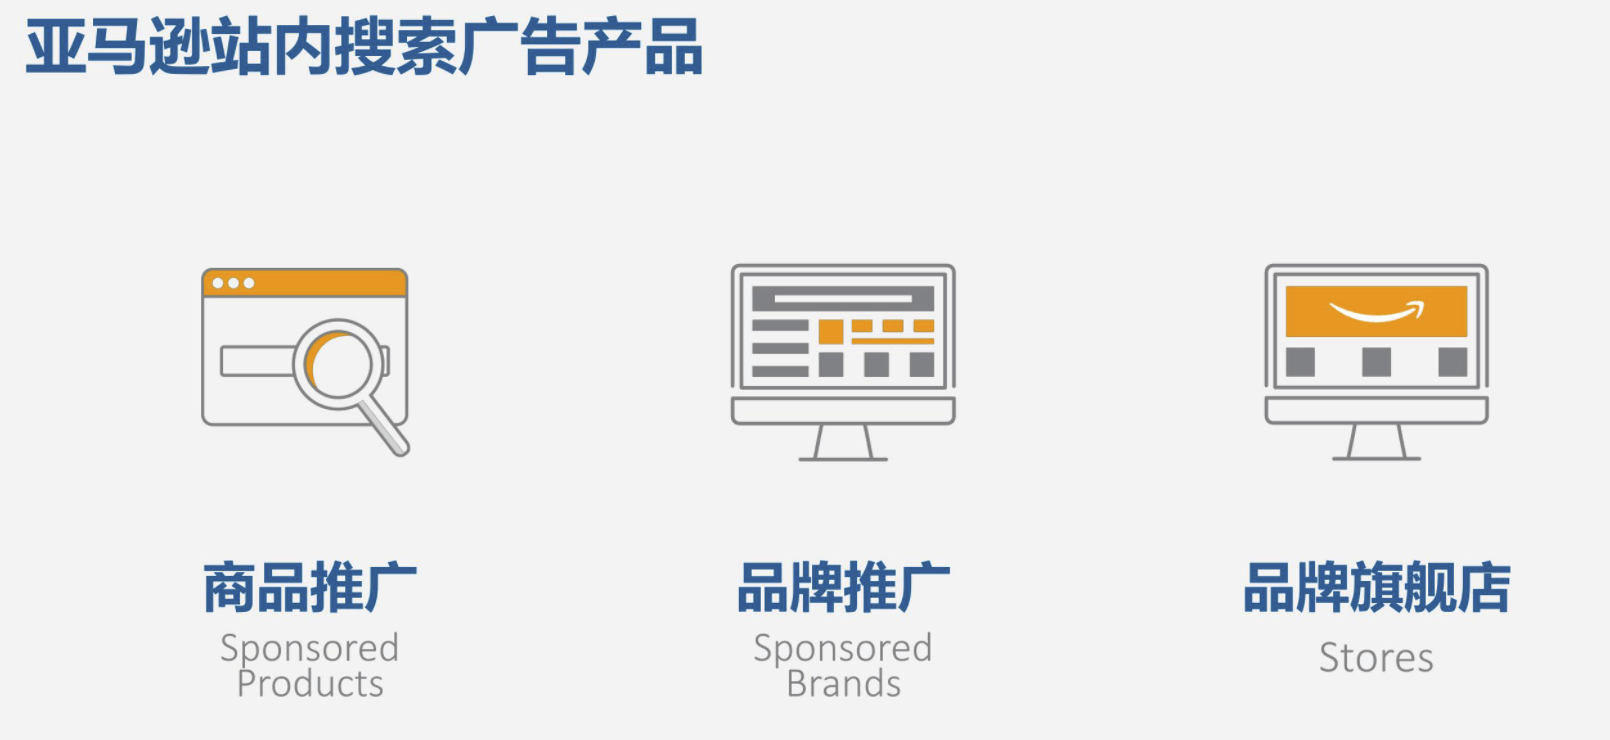 亚马逊站内搜索广告产品
商品推广
Sponsored
Products
品牌推广
Sponsored
Brands
品牌旗舰店
Stores